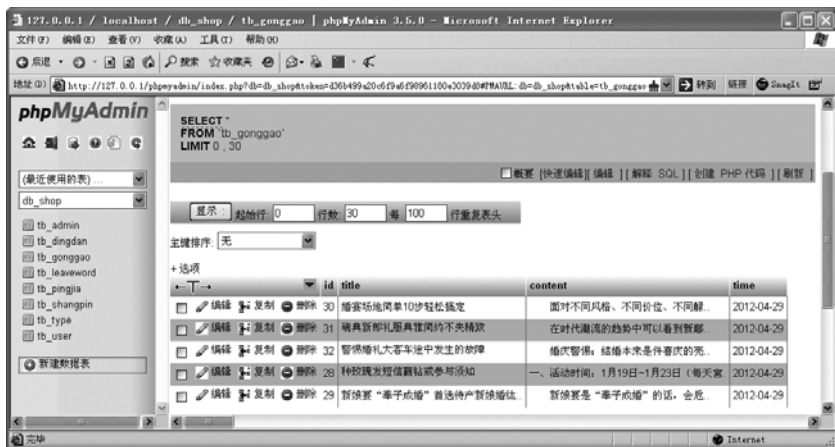 127.0.0.1 / localhost / db_shop / tb_gonggao | phpMyAdmin 3.5.0 - Microsoft Internet Explorer
文件(F) 编辑(E) 查看(V) 收藏(A) 工具(T) 帮助(H)
后退 搜索 收藏夹
地址(D) http://127.0.0.1/phpmyadmin/index.php?db=db_shop&token= 转到 链接 SnagIt
phpMyAdmin
(最近使用的表) ...
db_shop
tb_admin
tb_dingdan
tb_gonggao
tb_leaveword
tb_pingjia
tb_shangpin
tb_type
tb_user
新建数据表
SELECT *
FROM `tb_gonggao`
LIMIT 0 , 30
概要 [快速编辑][ 编辑 ] [ 解释 SQL ] [ 创建 PHP 代码 ] [ 刷新 ]
显示 : 起始行: 0 行数: 30 每 100 行重复表头
主键排序: 无
+ 选项
←T→ id title content time
编辑 复制 删除 30 婚宴场地简单10步轻松搞定 面对不同风格、不同价位、不同解.. 2012-04-29
编辑 复制 删除 31 瑞典新郎礼服典雅简约不失精致 在时代潮流的趋势中可以看到新郎.. 2012-04-29
编辑 复制 删除 32 警惕婚礼大客车途中发生的故障 婚庆警惕：结婚本来是件喜庆的亮.. 2012-04-29
编辑 复制 删除 28 种玫瑰发短信赢钻戒参与须知 一、活动时间：1月19日~1月23日（每天宽.. 2012-04-29
编辑 复制 删除 29 新娘要“奉子成婚”首选待产新娘婚纱.. 新娘要是“奉子成婚”的话，会后.. 2012-04-29
完毕 Internet